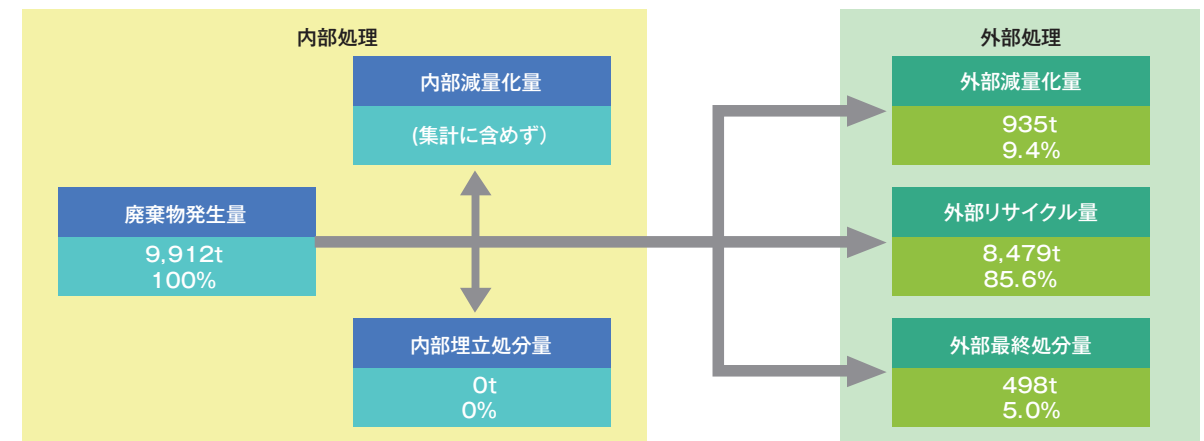 内部処理
内部減量化量
(集計に含めず)
廃棄物発生量
9,912t
100%
内部埋立処分量
0t
0%
外部処理
外部減量化量
935t
9.4%
外部リサイクル量
8,479t
85.6%
外部最終処分量
498t
5.0%